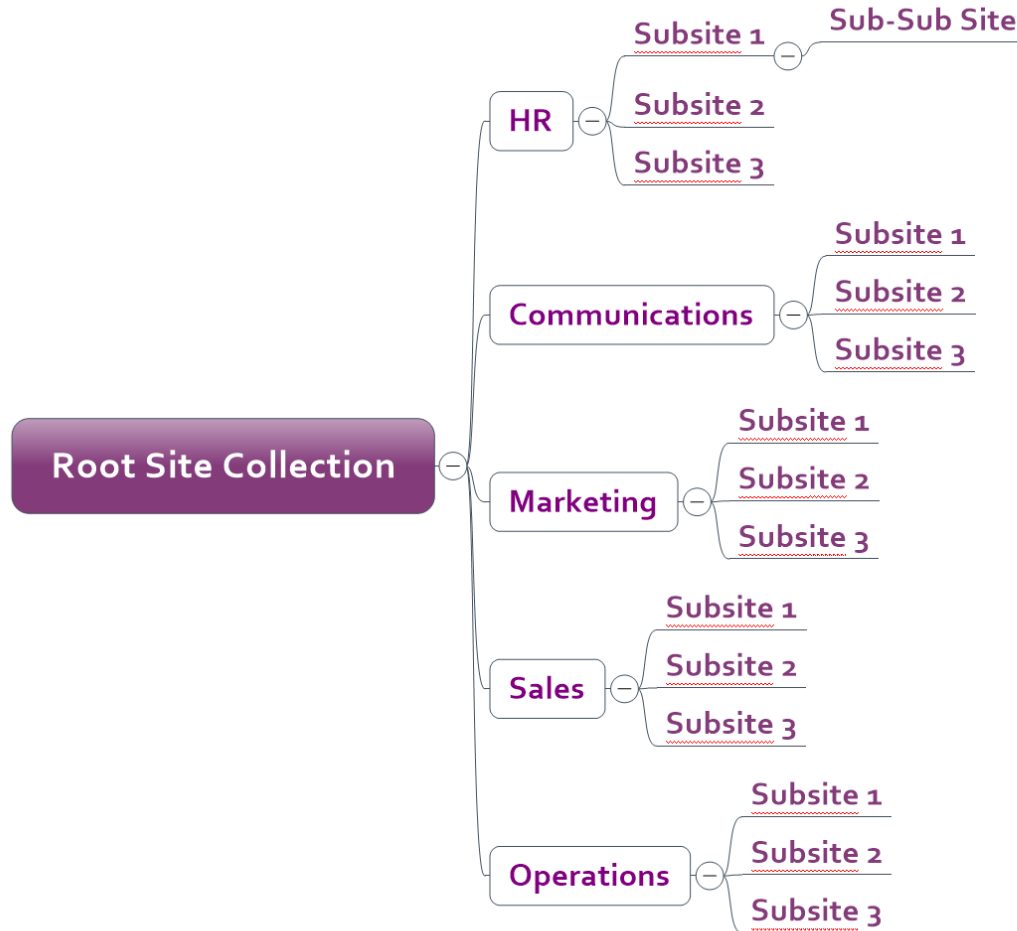 Root Site Collection
HR
Subsite 1
Sub-Sub Site
Subsite 2
Subsite 3
Communications
Subsite 1
Subsite 2
Subsite 3
Marketing
Subsite 1
Subsite 2
Subsite 3
Sales
Subsite 1
Subsite 2
Subsite 3
Operations
Subsite 1
Subsite 2
Subsite 3